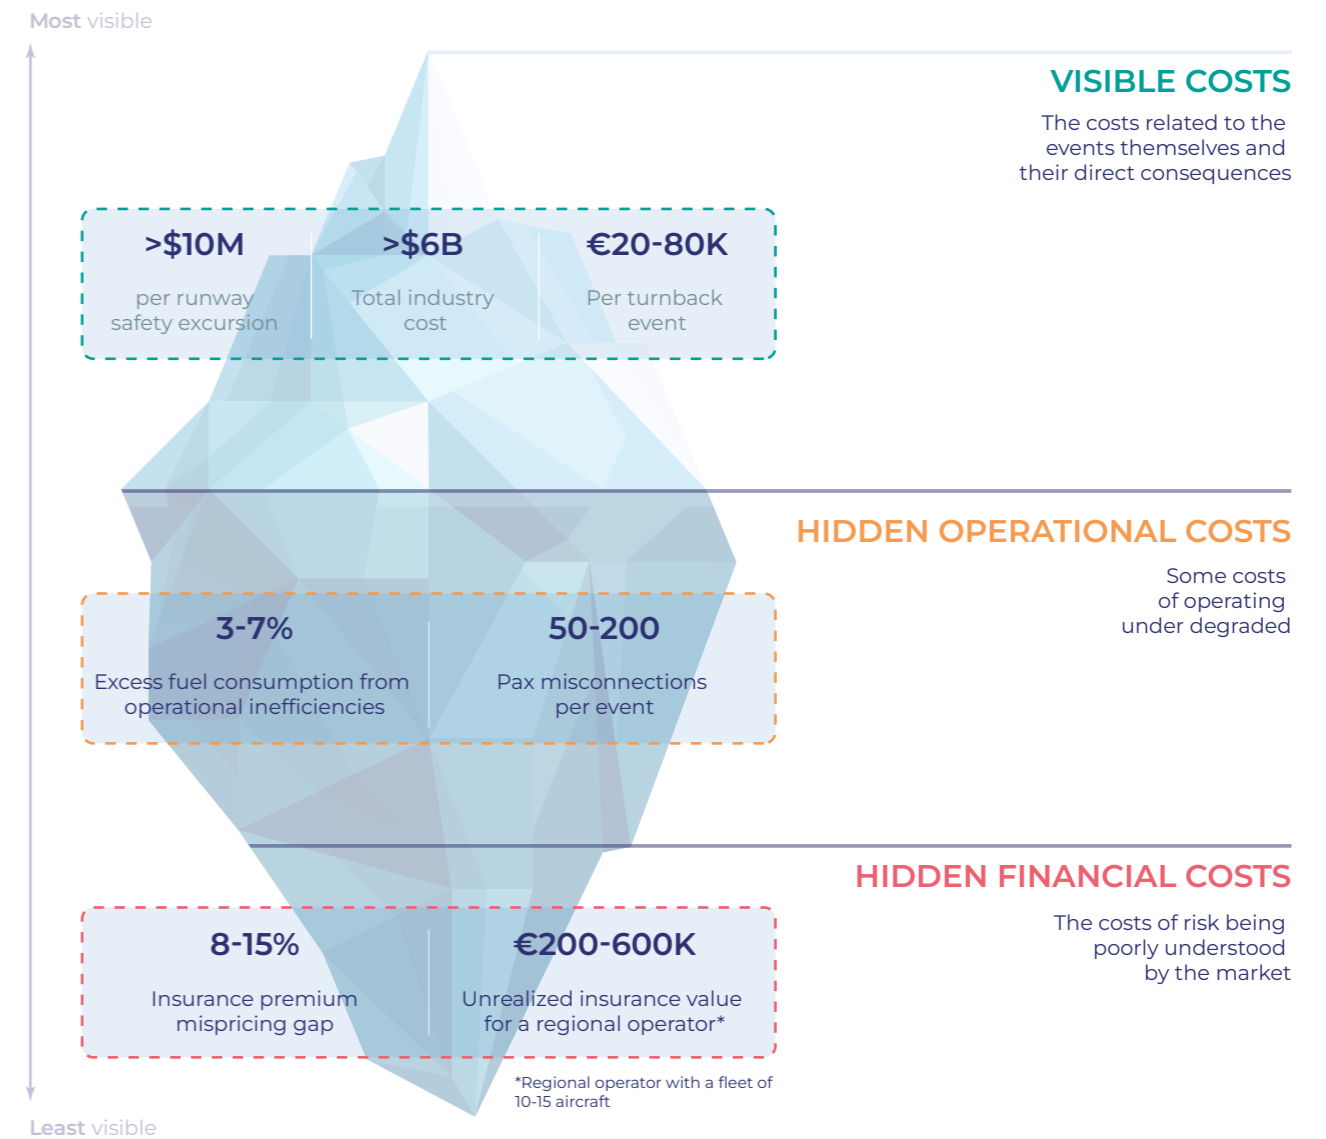 Most visible
VISIBLE COSTS
The costs related to the
events themselves and
their direct consequences
>$10M
per runway
safety excursion
>$6B
Total industry
cost
€20-80K
Per turnback
event
HIDDEN OPERATIONAL COSTS
Some costs
of operating
under degraded
3-7%
Excess fuel consumption from
operational inefficiencies
50-200
Pax misconnections
per event
HIDDEN FINANCIAL COSTS
The costs of risk being
poorly understood
by the market
8-15%
Insurance premium
mispricing gap
€200-600K
Unrealized insurance value
for a regional operator*
*Regional operator with a fleet of
10-15 aircraft
Least visible